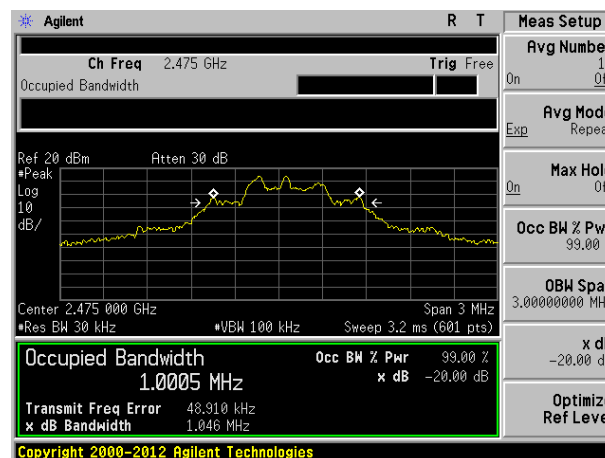 Agilent R T Meas Setup
Ch Freq 2.475 GHz Trig Free
Occupied Bandwidth
Ref 20 dBm Atten 30 dB
#Peak
Log
10
dB/
Center 2.475 000 GHz Span 3 MHz
#Res BW 30 kHz #VBW 100 kHz Sweep 3.2 ms (601 pts)
Occupied Bandwidth
1.0005 MHz
Occ BW % Pwr 99.00 %
x dB -20.00 dB
Transmit Freq Error 48.910 kHz
x dB Bandwidth 1.046 MHz
Copyright 2000-2012 Agilent Technologies
Avg Numbe
1
On Of
Avg Mod
Exp Repea
Max Hol
On Of
Occ BW % Pw
99.00
OBW Spa
3.00000000 MH
x d
-20.00 d
Optimiz
Ref Leve